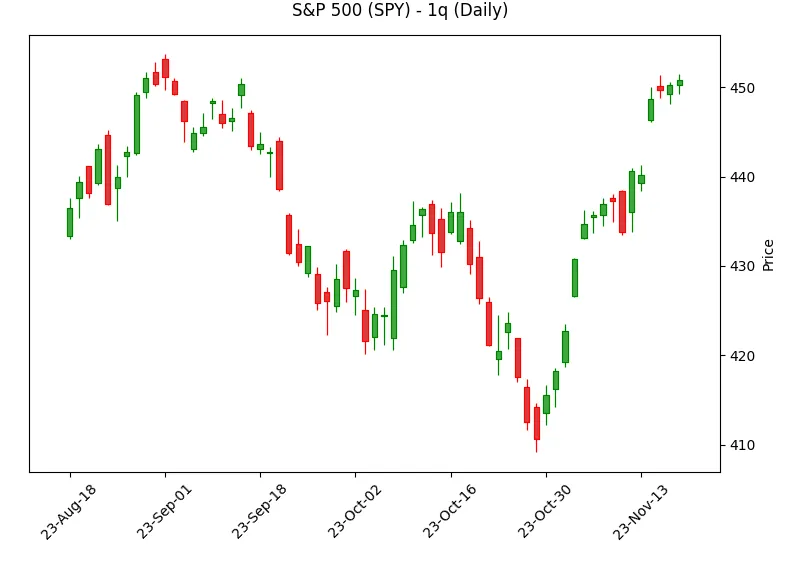 S&P 500 (SPY) - 1q (Daily)
450
440
430
420
410
Price
23-Aug-18
23-Sep-01
23-Sep-18
23-Oct-02
23-Oct-16
23-Oct-30
23-Nov-13